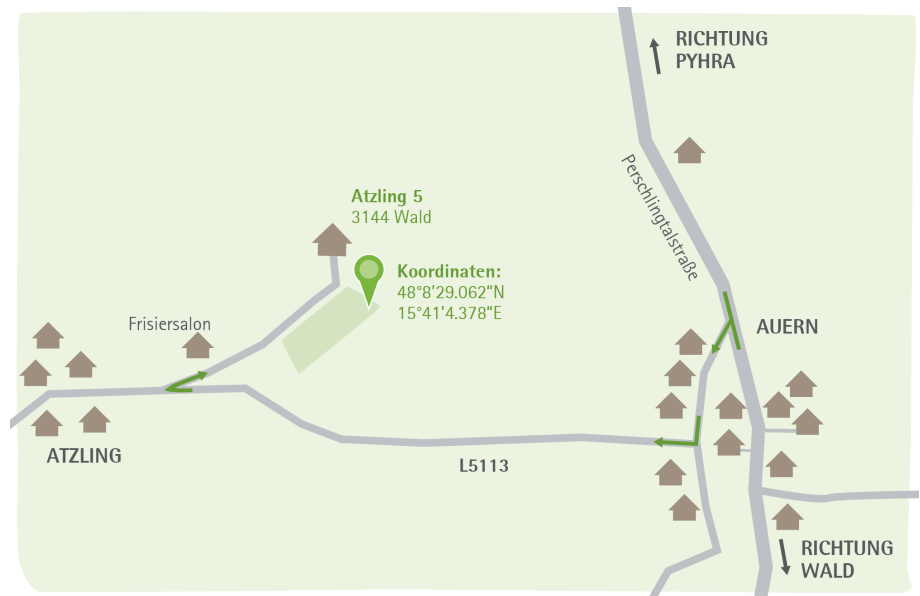 RICHTUNG
PYHRA
Perschlingtalstraße
Atzling 5
3144 Wald
Koordinaten:
48°8'29.062"N
15°41'4.378"E
Frisiersalon
AUERN
ATZLING
L5113
RICHTUNG
WALD